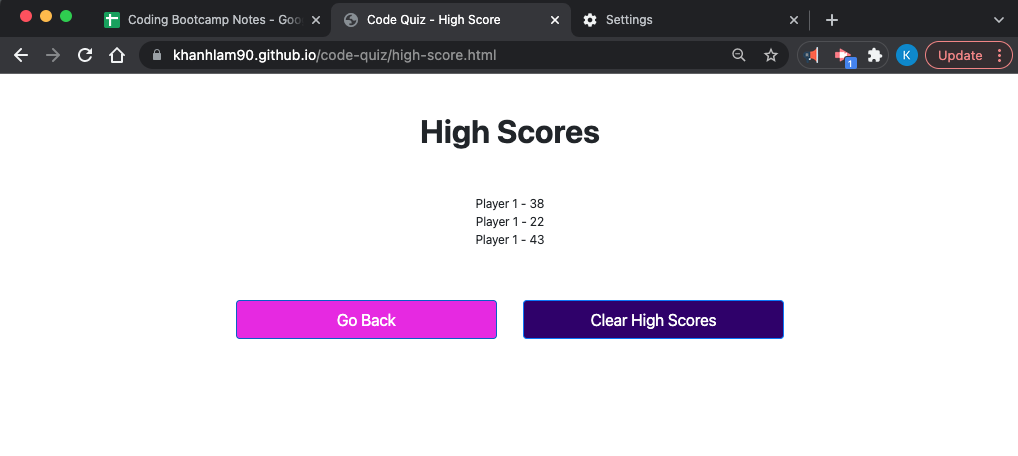 Coding Bootcamp Notes - Goo
Code Quiz - High Score
Settings
khanhlam90.github.io/code-quiz/high-score.html
1
K
Update
High Scores
Player 1 - 38
Player 1 - 22
Player 1 - 43
Go Back
Clear High Scores